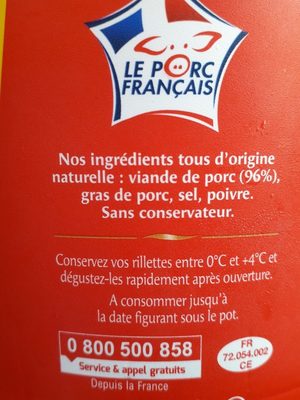 LE PORC
FRANÇAIS
Nos ingrédients tous d'origine
naturelle : viande de porc (96%),
gras de porc, sel, poivre.
Sans conservateur.
Conservez vos rillettes entre 0°C et +4°C et
dégustez-les rapidement après ouverture.
A consommer jusqu'à
la date figurant sous le pot.
0 800 500 858
Service & appel gratuits
Depuis la France
FR
72.054.002
CE